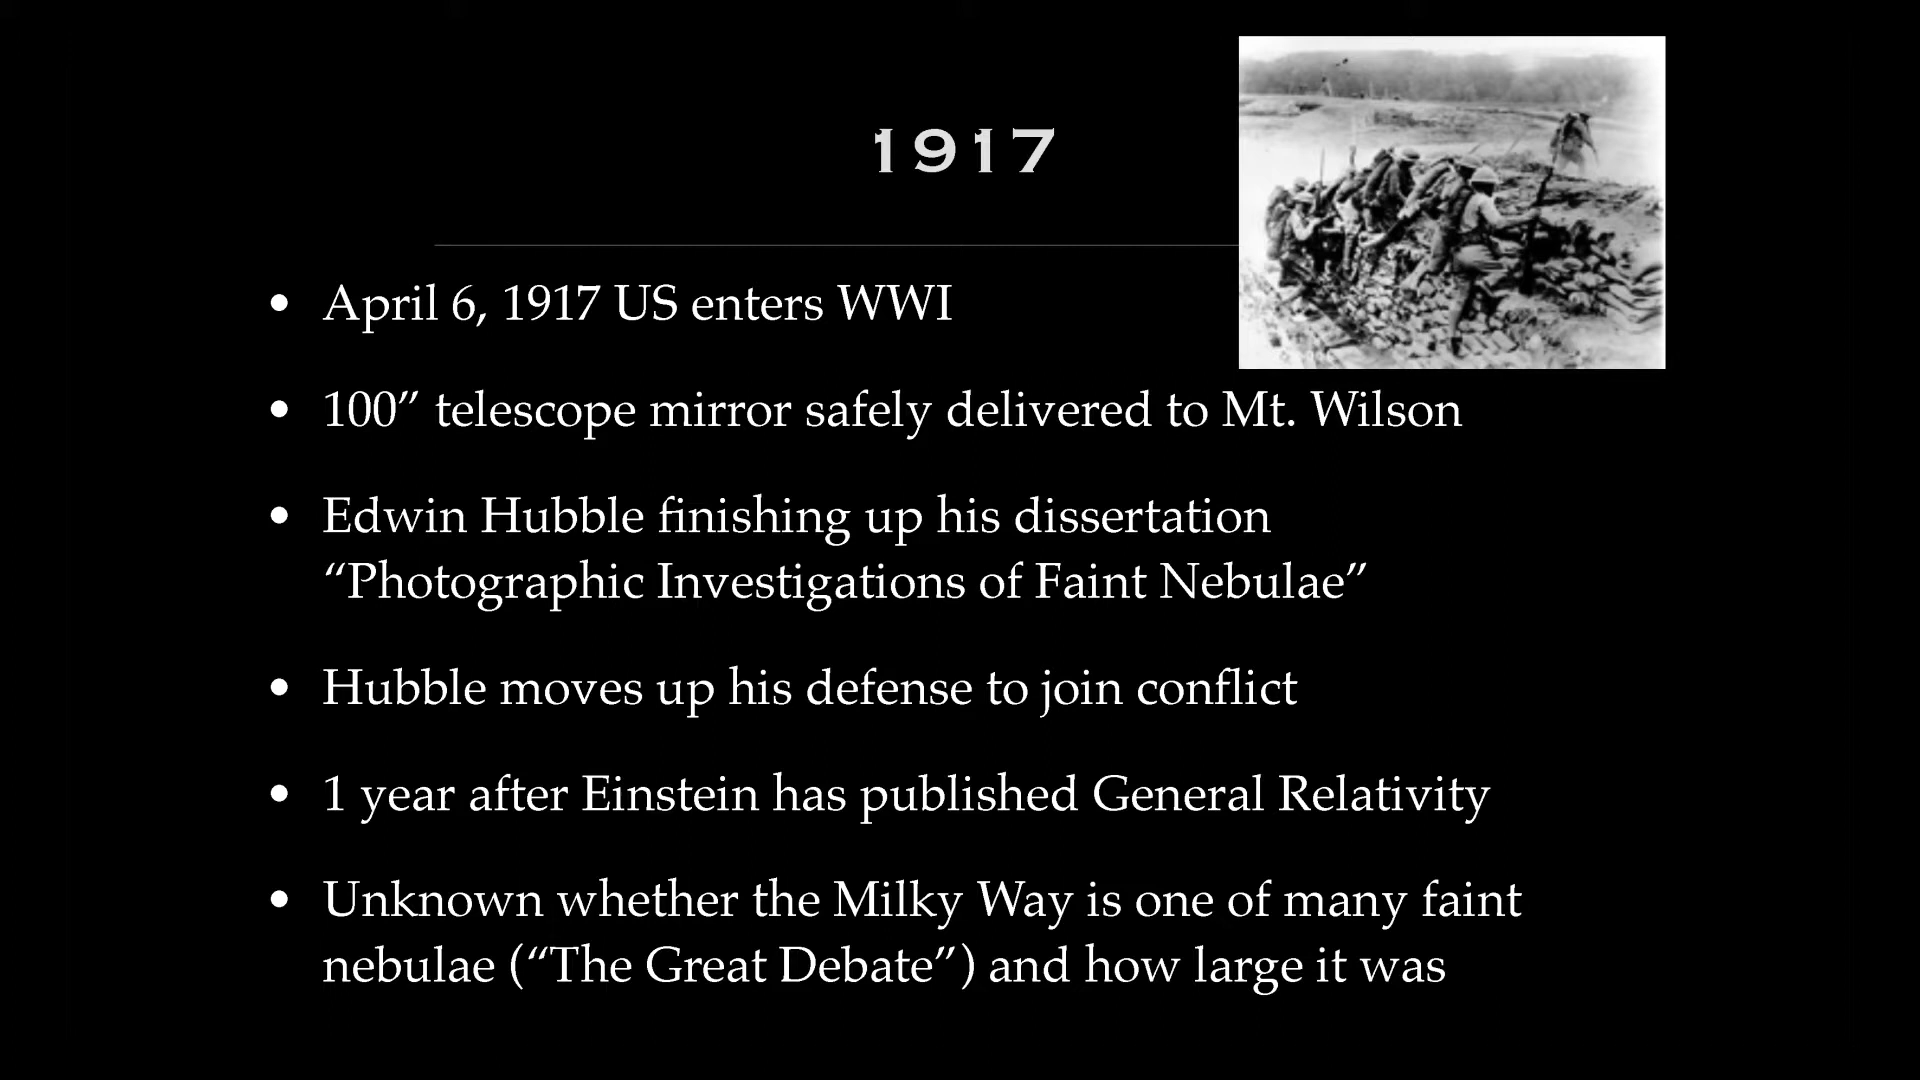 1917
• April 6, 1917 US enters WWI
• 100” telescope mirror safely delivered to Mt. Wilson
• Edwin Hubble finishing up his dissertation
“Photographic Investigations of Faint Nebulae”
• Hubble moves up his defense to join conflict
• 1 year after Einstein has published General Relativity
• Unknown whether the Milky Way is one of many faint
nebulae (“The Great Debate”) and how large it was